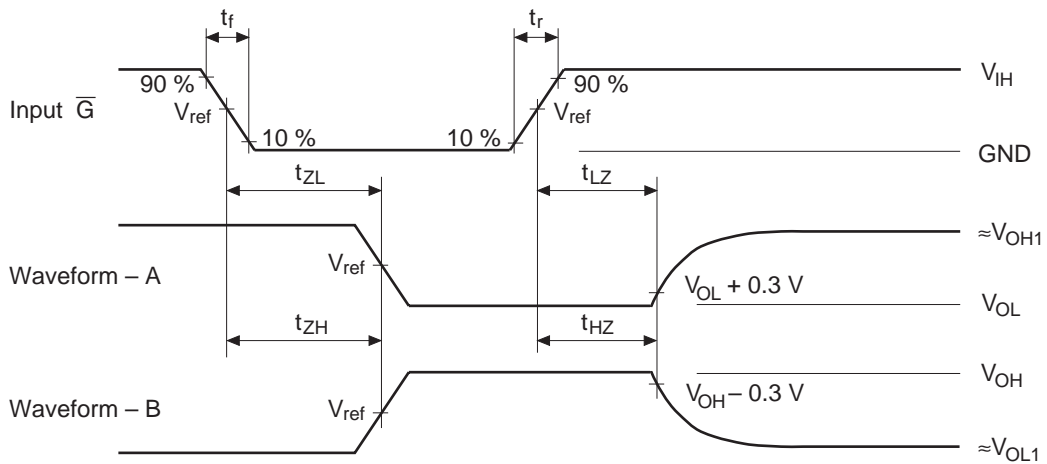 tf
tr
90 %
90 %
VIH
Input G̅
Vref
Vref
10 %
10 %
GND
tZL
tLZ
≈VOH1
Waveform – A
Vref
VOL + 0.3 V
VOL
tZH
tHZ
VOH
VOH – 0.3 V
Waveform – B
Vref
≈VOL1